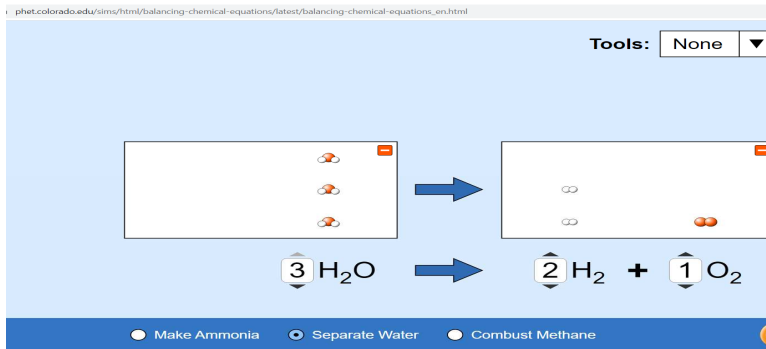 phet.colorado.edu/sims/html/balancing-chemical-equations/latest/balancing-chemical-equations_en.html
Tools: None
3 H₂O 2 H₂ + 1 O₂
Make Ammonia Separate Water Combust Methane